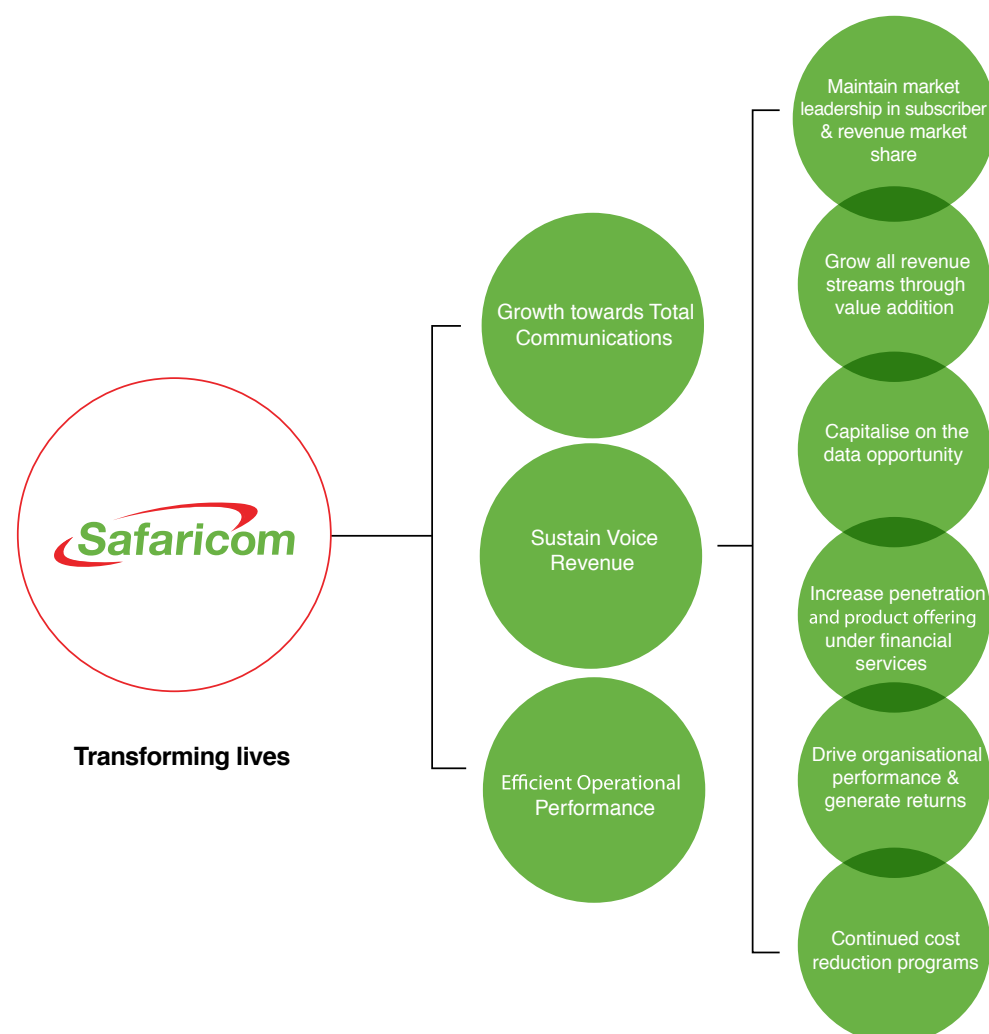 Safaricom
Transforming lives
Growth towards Total
Communications
Sustain Voice
Revenue
Efficient Operational
Performance
Maintain market
leadership in subscriber
& revenue market
share
Grow all revenue
streams through
value addition
Capitalise on the
data opportunity
Increase penetration
and product offering
under financial
services
Drive organisational
performance &
generate returns
Continued cost
reduction programs